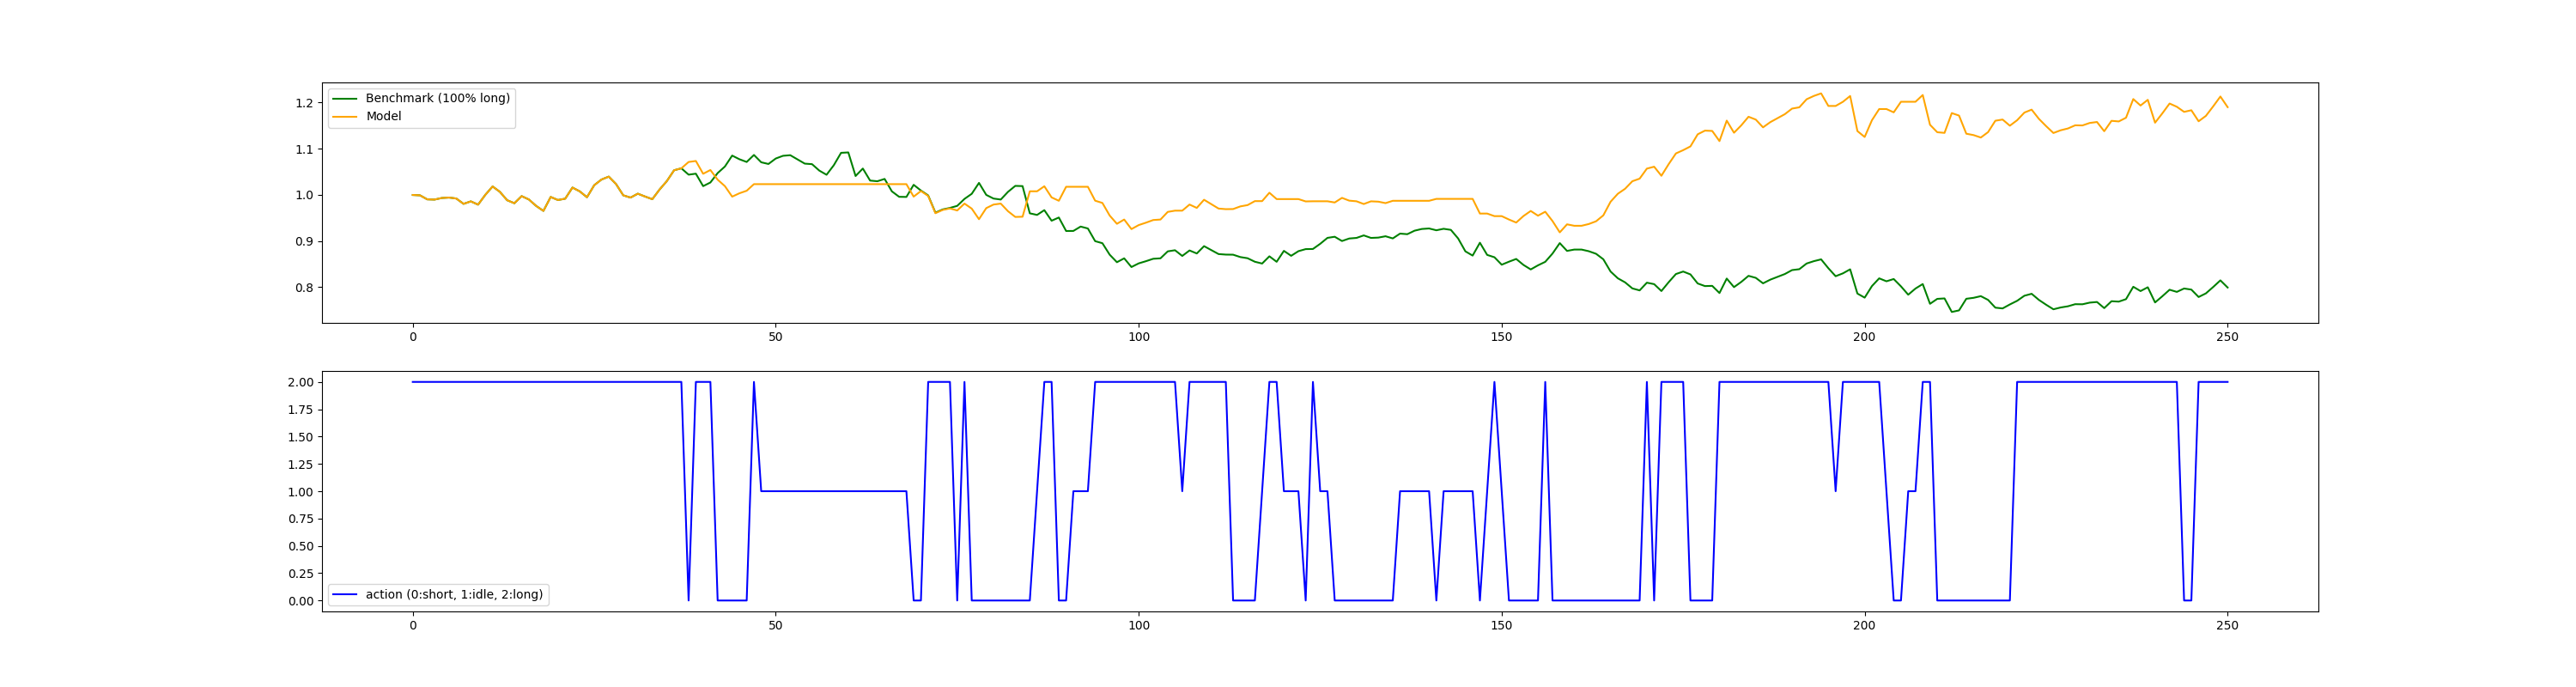 Benchmark (100% long)
Model
1.2
1.1
1.0
0.9
0.8
0 50 100 150 200 250
2.00
1.75
1.50
1.25
1.00
0.75
0.50
0.25
0.00
action (0:short, 1:idle, 2:long)
0 50 100 150 200 250